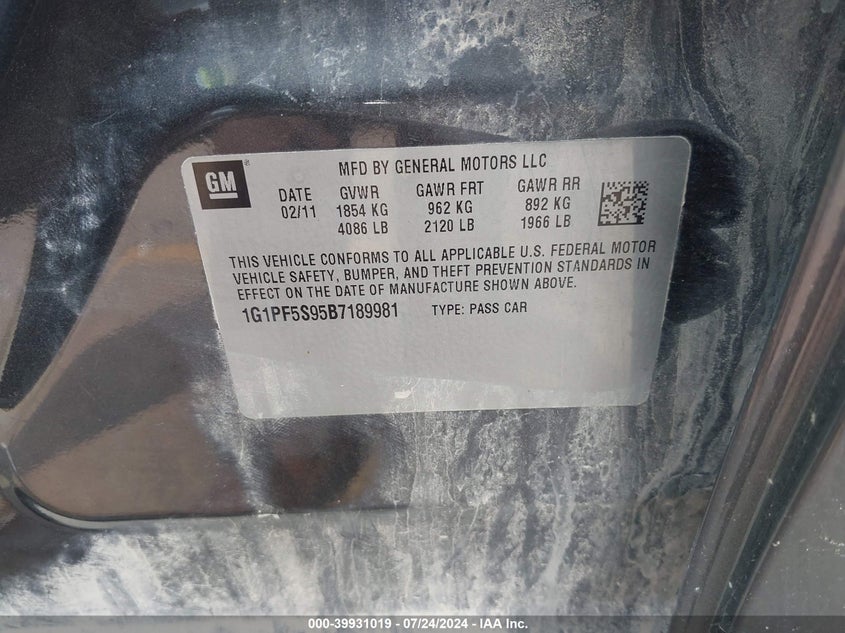 GM
MFD BY GENERAL MOTORS LLC
DATE GVWR GAWR FRT GAWR RR
02/11 1854 KG 962 KG 892 KG
4086 LB 2120 LB 1966 LB
THIS VEHICLE CONFORMS TO ALL APPLICABLE U.S. FEDERAL MOTOR
VEHICLE SAFETY, BUMPER, AND THEFT PREVENTION STANDARDS IN
EFFECT ON THE DATE OF MANUFACTURE SHOWN ABOVE.
1G1PF5S95B7189981 TYPE: PASS CAR
000-39931019 - 07/24/2024 - IAA Inc.